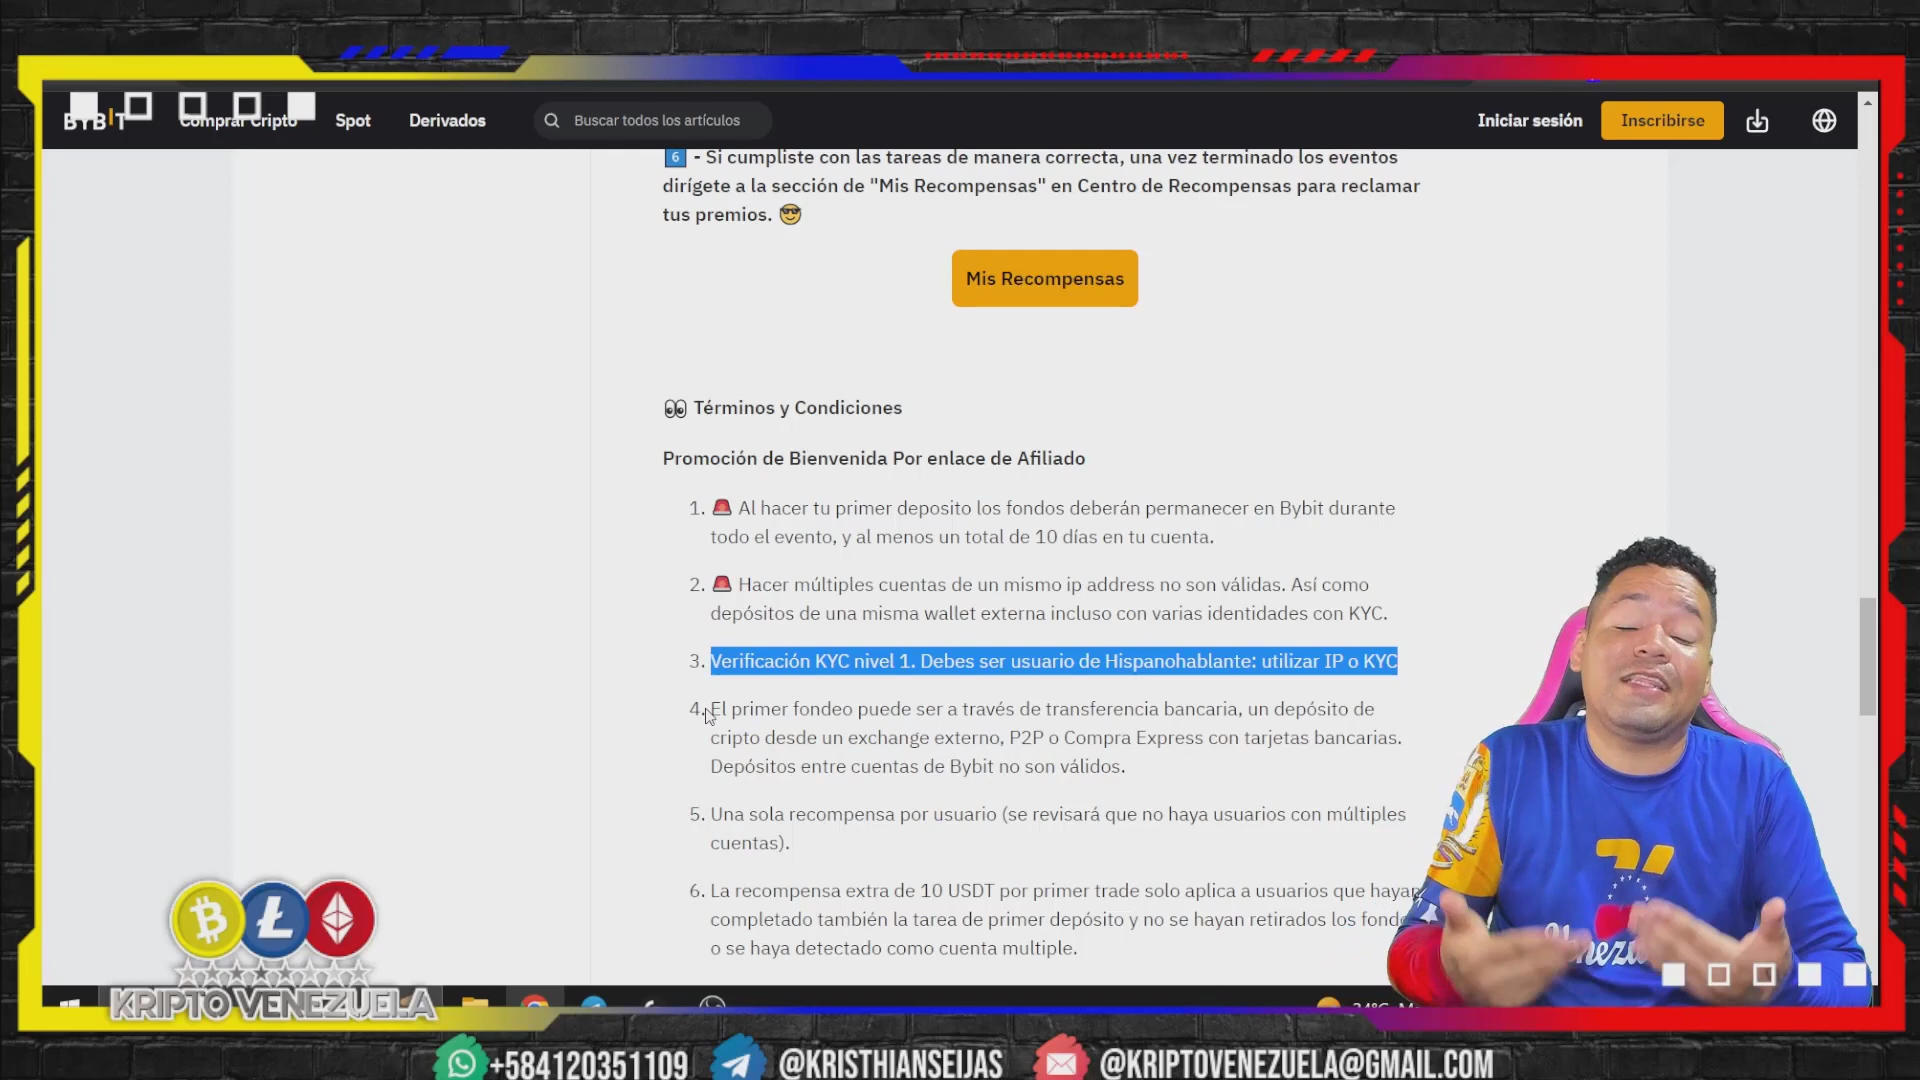 BYBIT
Comprar Cripto
Spot
Derivados
Buscar todos los artículos
Iniciar sesión
Inscribirse
6 - Si cumpliste con las tareas de manera correcta, una vez terminado los eventos
dirígete a la sección de "Mis Recompensas" en Centro de Recompensas para reclamar
tus premios. 😎
Mis Recompensas
👀 Términos y Condiciones
Promoción de Bienvenida Por enlace de Afiliado
1. 🚨 Al hacer tu primer deposito los fondos deberán permanecer en Bybit durante
todo el evento, y al menos un total de 10 días en tu cuenta.
2. 🚨 Hacer múltiples cuentas de un mismo ip address no son válidas. Así como
depósitos de una misma wallet externa incluso con varias identidades con KYC.
3. Verificación KYC nivel 1. Debes ser usuario de Hispanohablante: utilizar IP o KYC
4. El primer fondeo puede ser a través de transferencia bancaria, un depósito de
cripto desde un exchange externo, P2P o Compra Express con tarjetas bancarias.
Depósitos entre cuentas de Bybit no son válidos.
5. Una sola recompensa por usuario (se revisará que no haya usuarios con múltiples
cuentas).
6. La recompensa extra de 10 USDT por primer trade solo aplica a usuarios que hayan
completado también la tarea de primer depósito y no se hayan retirados los
o se haya detectado como cuenta multiple.
KRIPTO VENEZUELA
+584120351109
@KRISTHIANSEIJAS
@KRIPTOVENEZUELA@GMAIL.COM